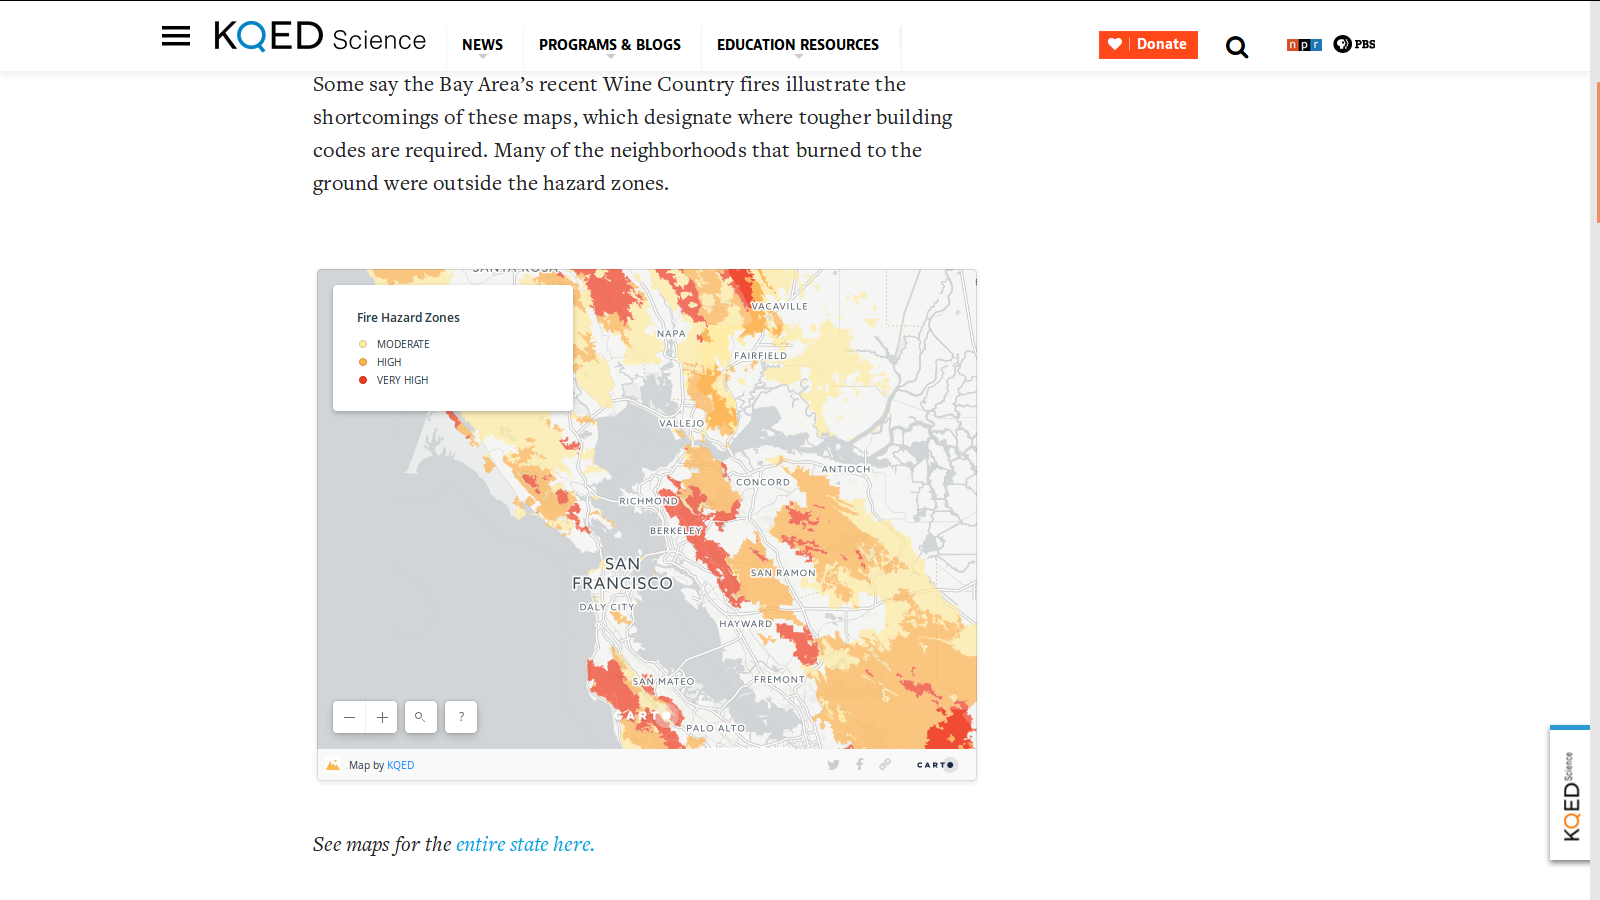 KQED Science
NEWS
PROGRAMS & BLOGS
EDUCATION RESOURCES
Donate
npr
PBS
Some say the Bay Area’s recent Wine Country fires illustrate the
shortcomings of these maps, which designate where tougher building
codes are required. Many of the neighborhoods that burned to the
ground were outside the hazard zones.
SANTA ROSA
Fire Hazard Zones
MODERATE
HIGH
VERY HIGH
VACAVILLE
NAPA
FAIRFIELD
VALLEJO
ANTIOCH
CONCORD
RICHMOND
BERKELEY
SAN
FRANCISCO
SAN RAMON
DALY CITY
HAYWARD
SAN MATEO
FREMONT
CARTO
PALO ALTO
?
Map by KQED
CARTO
See maps for the entire state here.
KQED Science